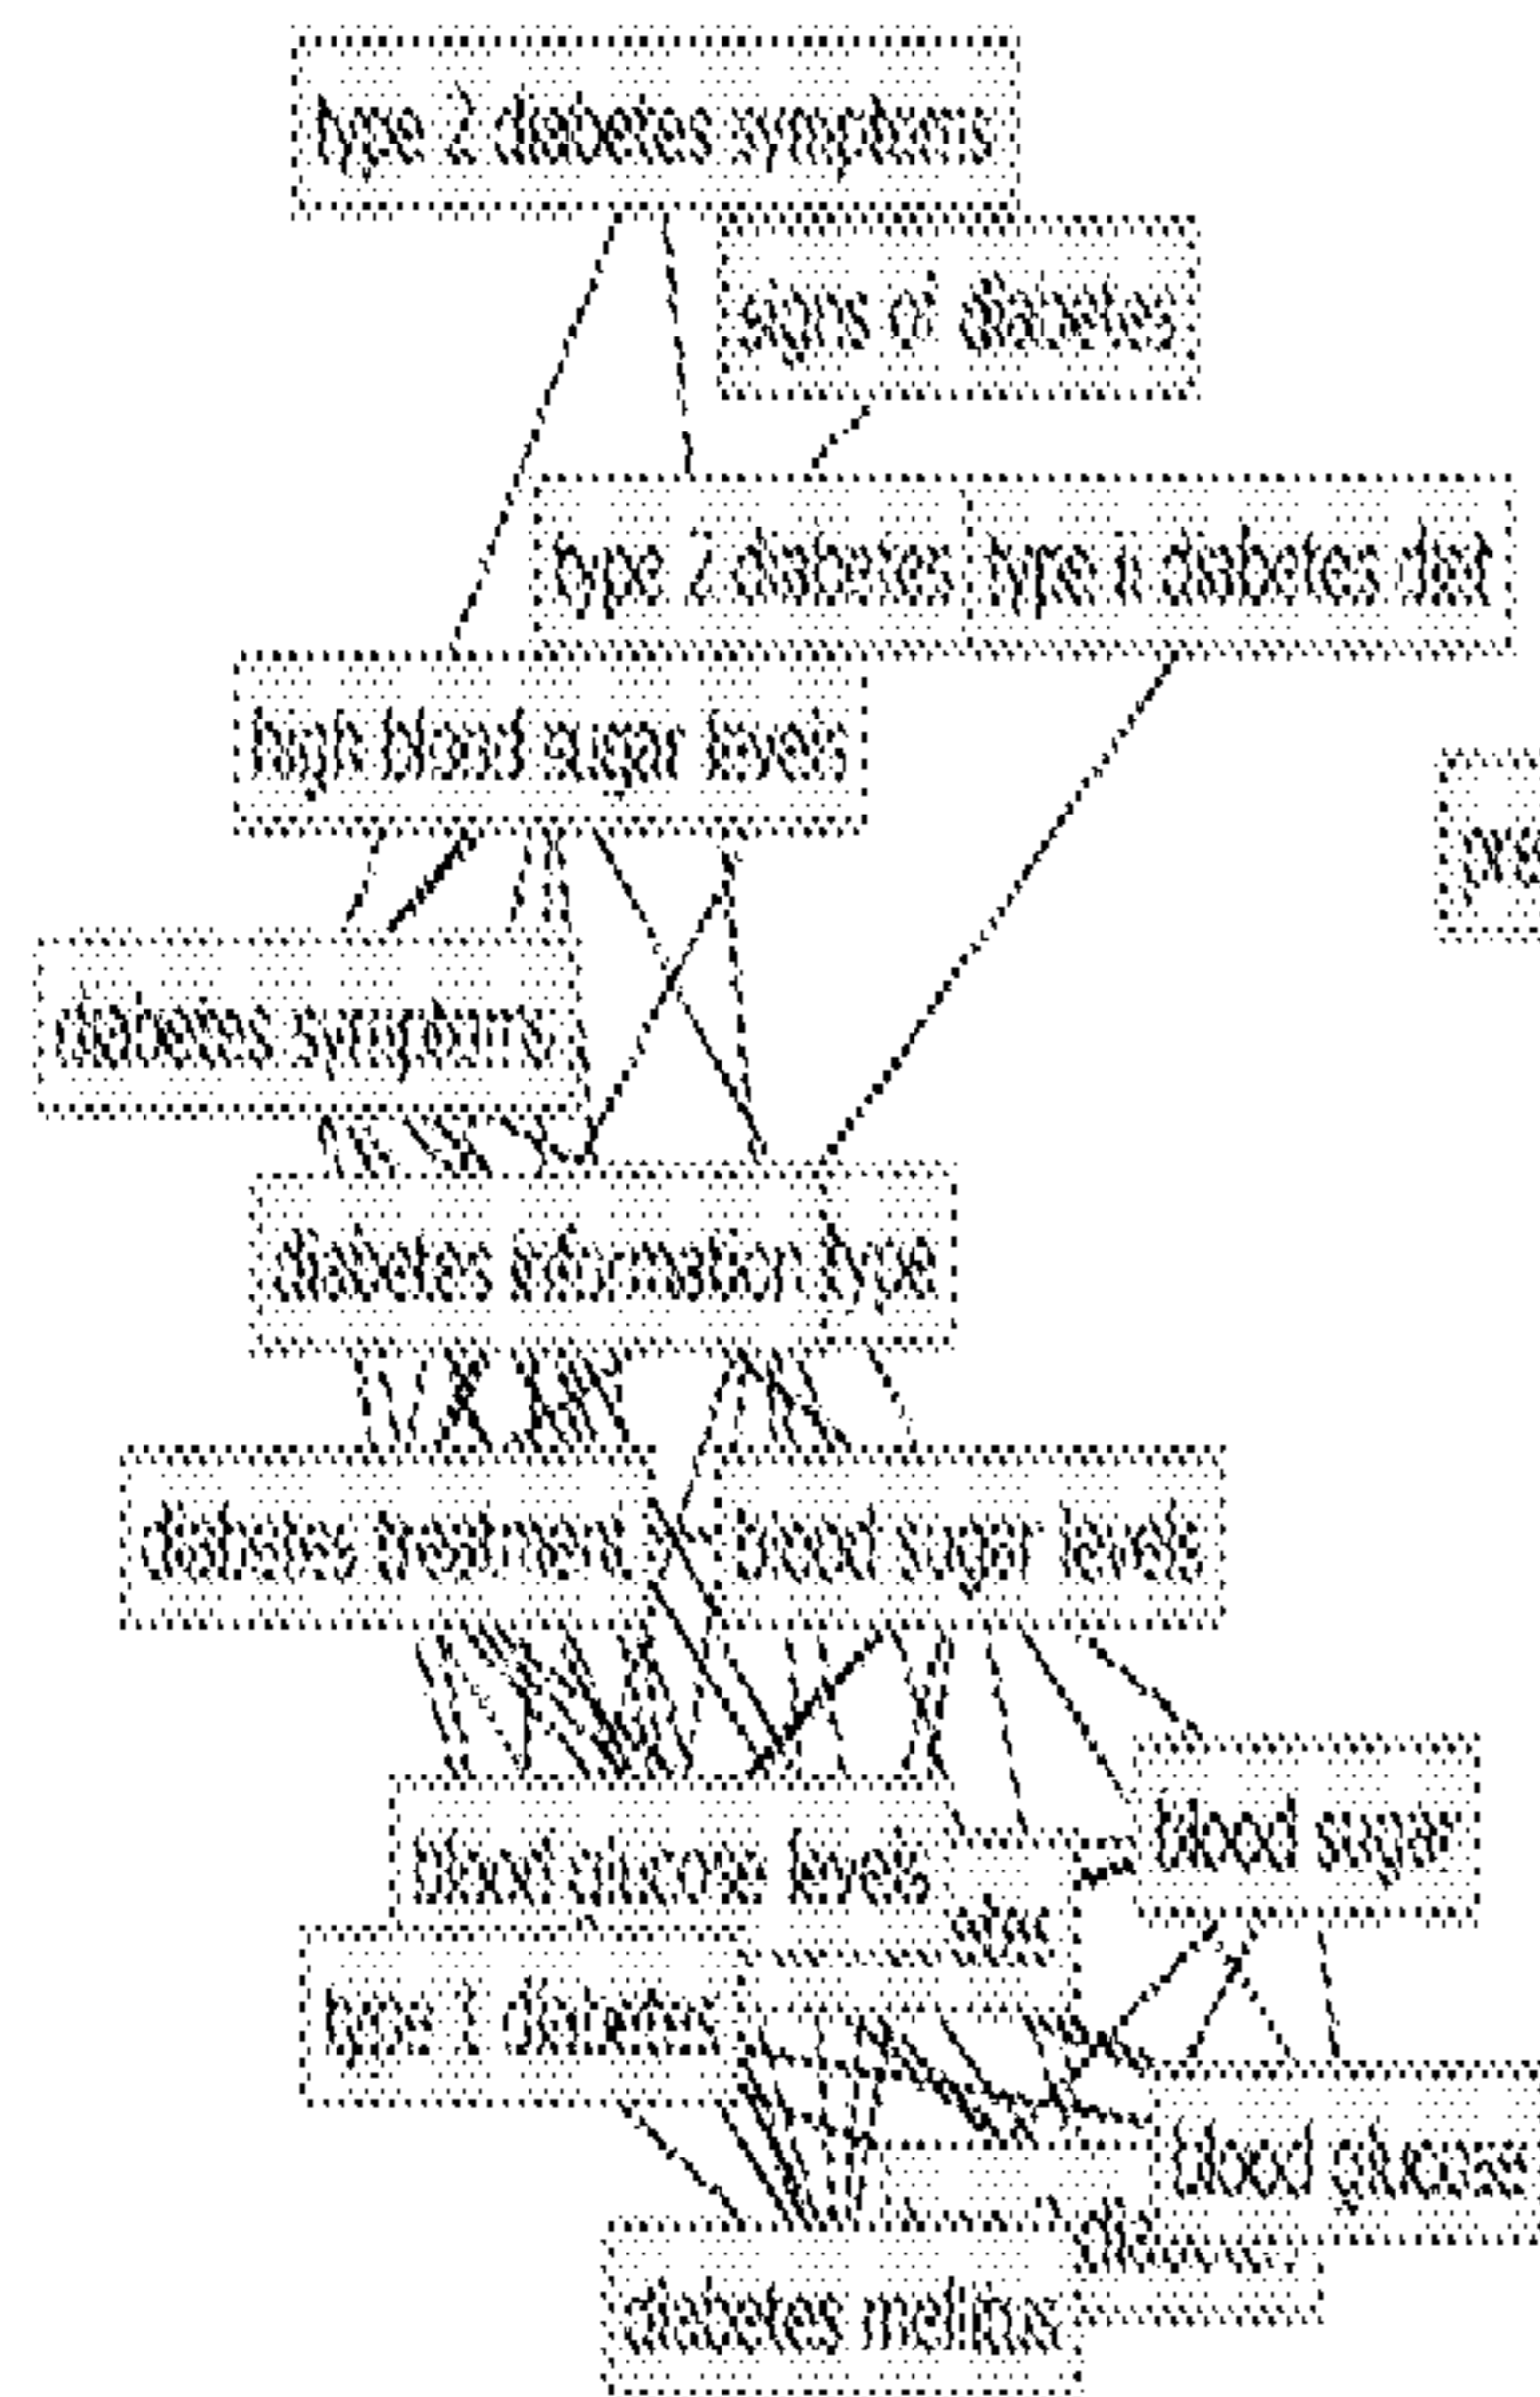 type 2 diabetes symptoms
signs of diabetes
type 2 diabetes
type ii diabetes diet
high blood sugar levels
diabetes symptoms
diabetes information
type
diabetes treatment
blood sugar levels
blood sugar
blood glucose levels
type 1 diabetes
blood glucose
diabetes mellitus